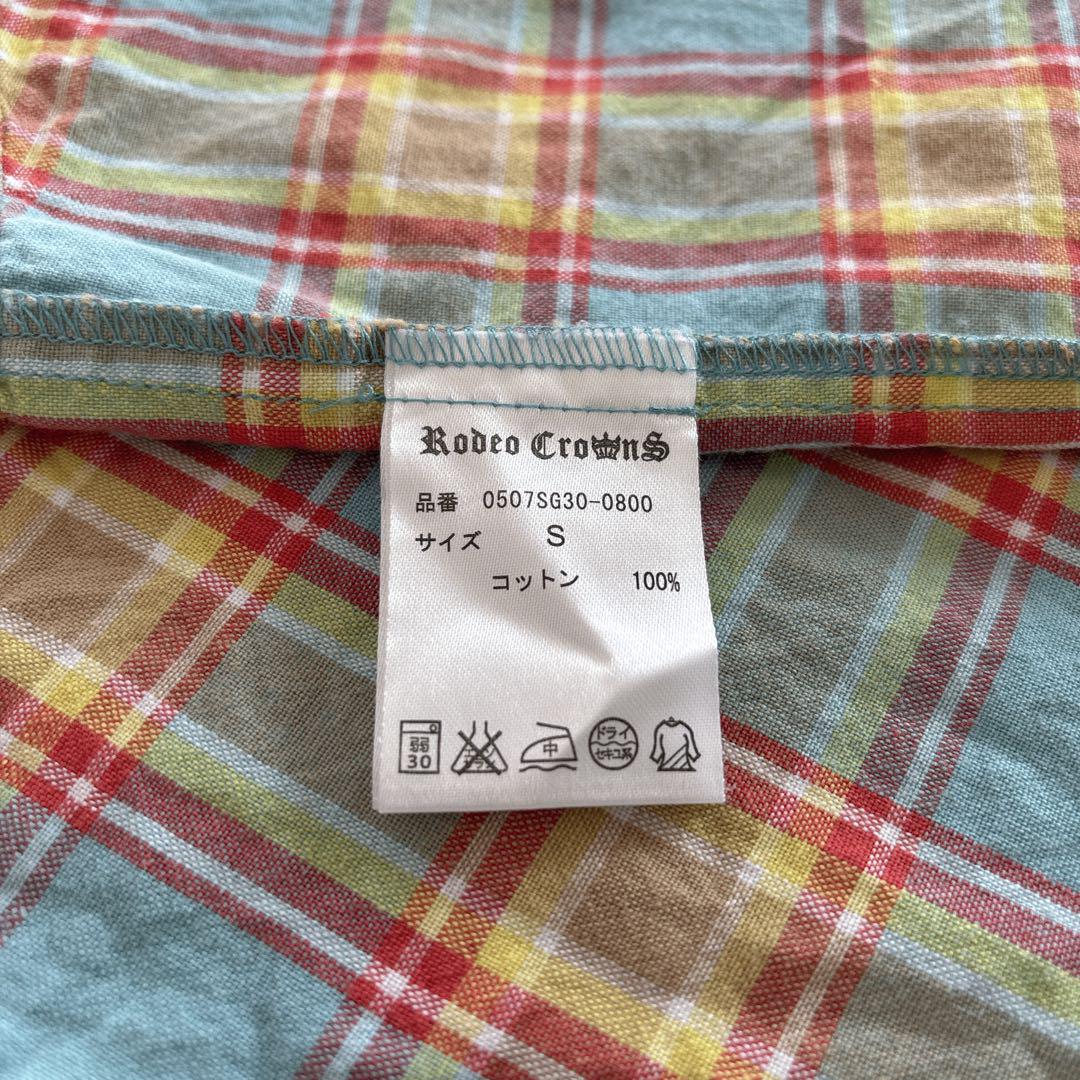 Rodeo CrownS
品番 0507SG30-0800
サイズ S
コットン 100%
弱 30 中 ドライ セキユ系